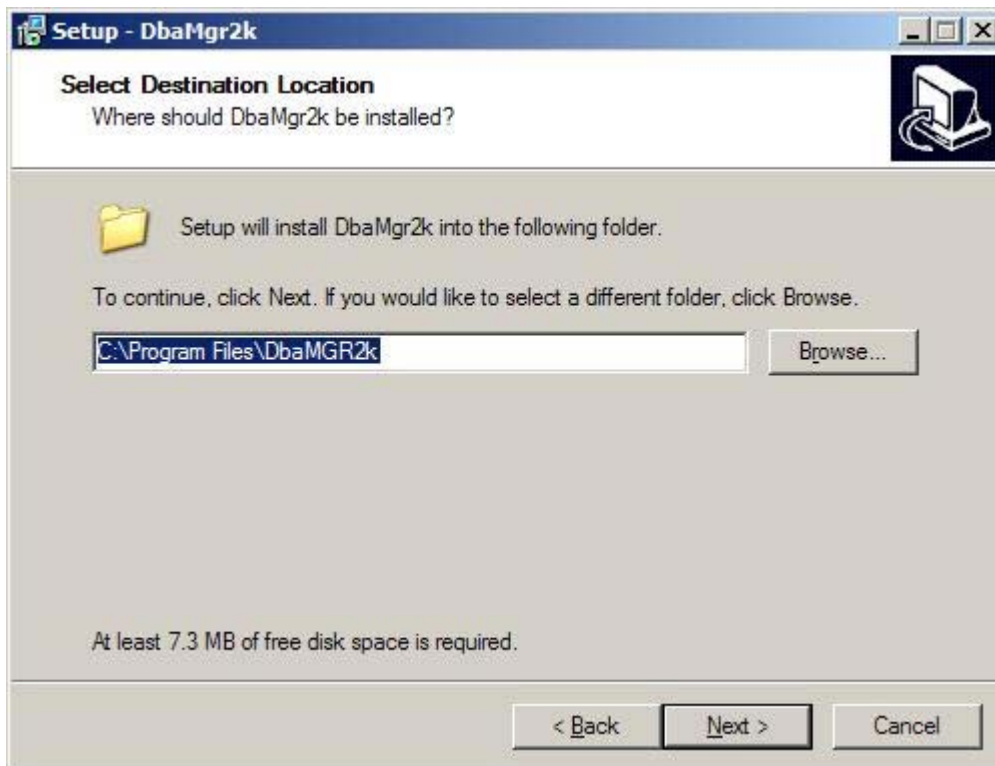 Setup - DbaMgr2k
Select Destination Location
Where should DbaMgr2k be installed?
Setup will install DbaMgr2k into the following folder.
To continue, click Next. If you would like to select a different folder, click Browse.
C:\Program Files\DbaMGR2k
Browse...
At least 7.3 MB of free disk space is required.
< Back
Next >
Cancel